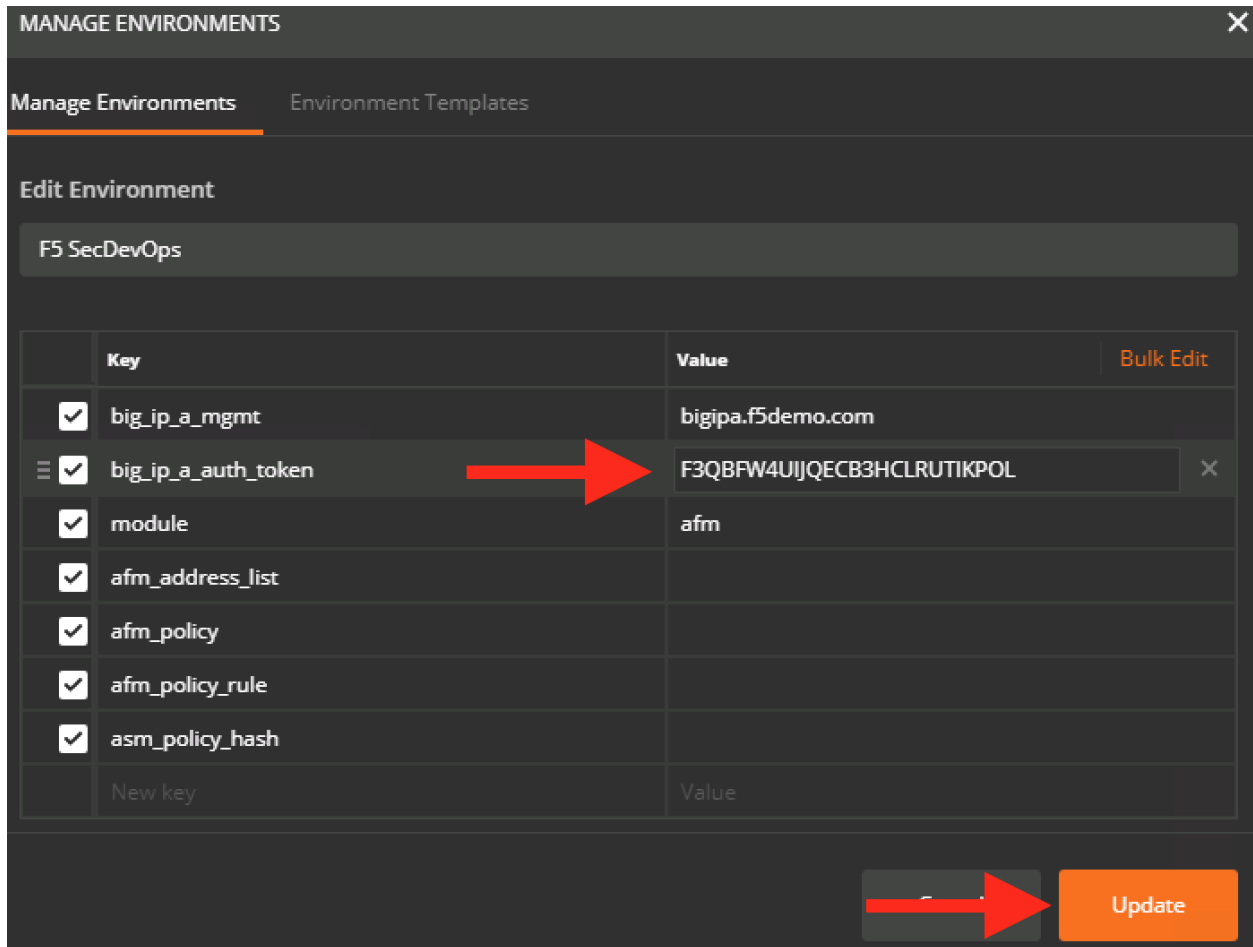 MANAGE ENVIRONMENTS
Manage Environments Environment Templates
Edit Environment
F5 SecDevOps
Key Value Bulk Edit
big_ip_a_mgmt bigipa.f5demo.com
big_ip_a_auth_token F3QBFW4UIJQECB3HCLRUTIKPOL
module afm
afm_address_list
afm_policy
afm_policy_rule
asm_policy_hash
New key Value
Update